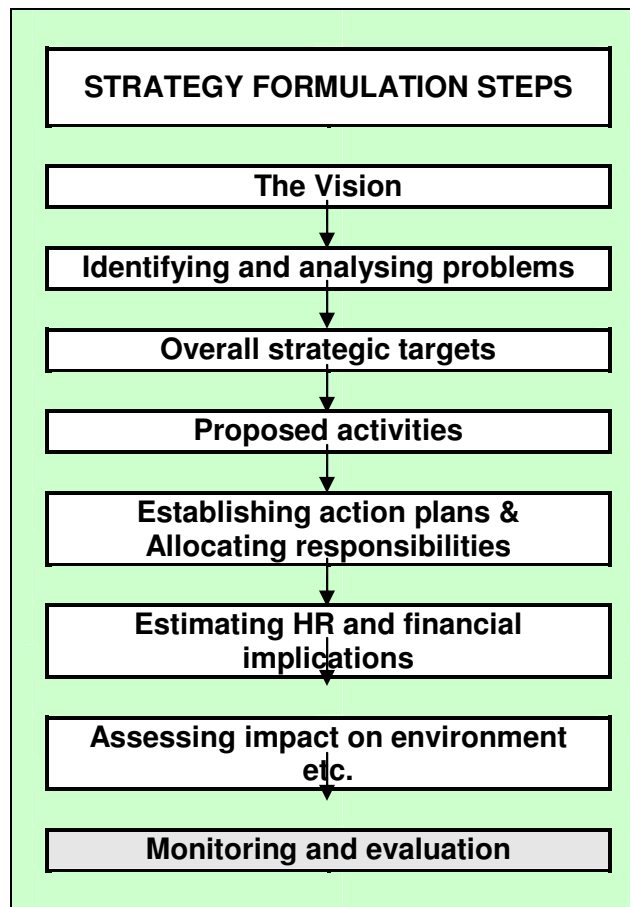 STRATEGY FORMULATION STEPS
The Vision
Identifying and analysing problems
Overall strategic targets
Proposed activities
Establishing action plans &
Allocating responsibilities
Estimating HR and financial
implications
Assessing impact on environment
etc.
Monitoring and evaluation